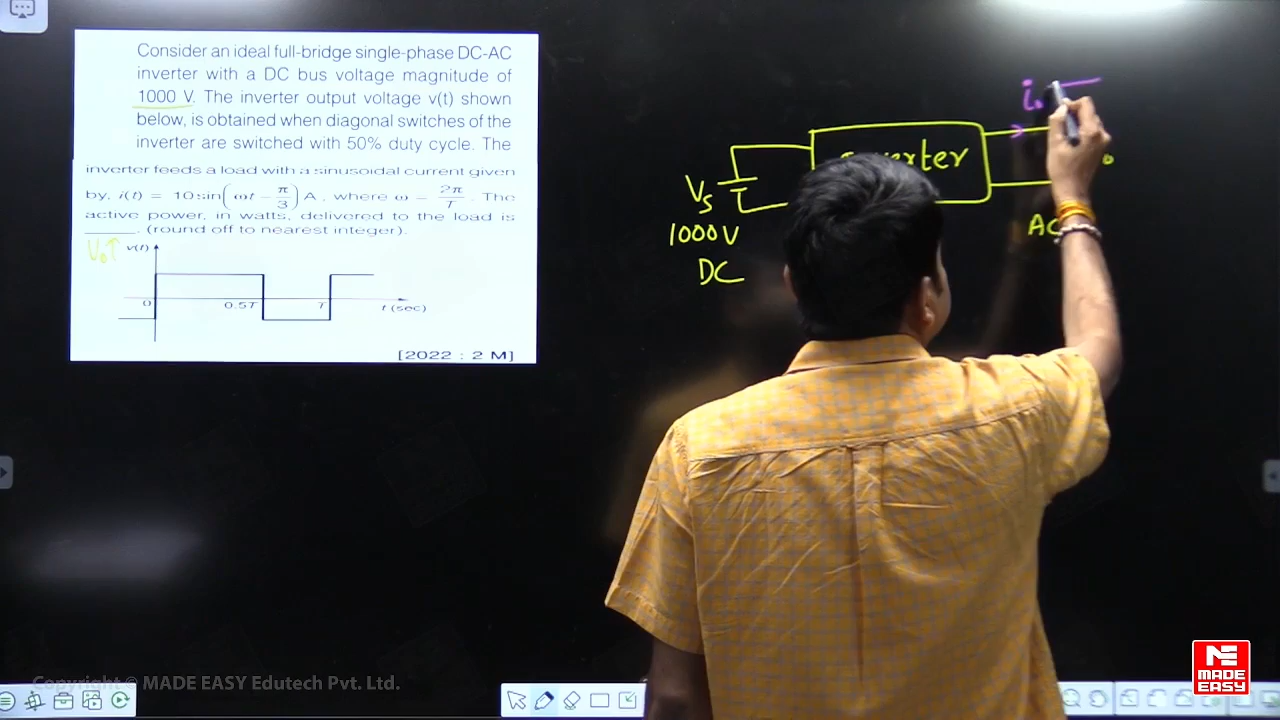 Consider an ideal full-bridge single-phase DC-AC
inverter with a DC bus voltage magnitude of
1000 V. The inverter output voltage v(t) shown
below, is obtained when diagonal switches of the
inverter are switched with 50% duty cycle. The
inverter feeds a load with a sinusoidal current given
by, i(t) = 10sin(ωt - π/3) A, where ω = 2π/T. The
active power, in watts, delivered to the load is
______ (round off to nearest integer).
V₀↑ v(t)
0 0.5T T t (sec)
[2022 : 2 M]
i₀
Vs
1000V
DC
AC
Copyright © MADE EASY Edutech Pvt. Ltd.
ME
MADE
EASY